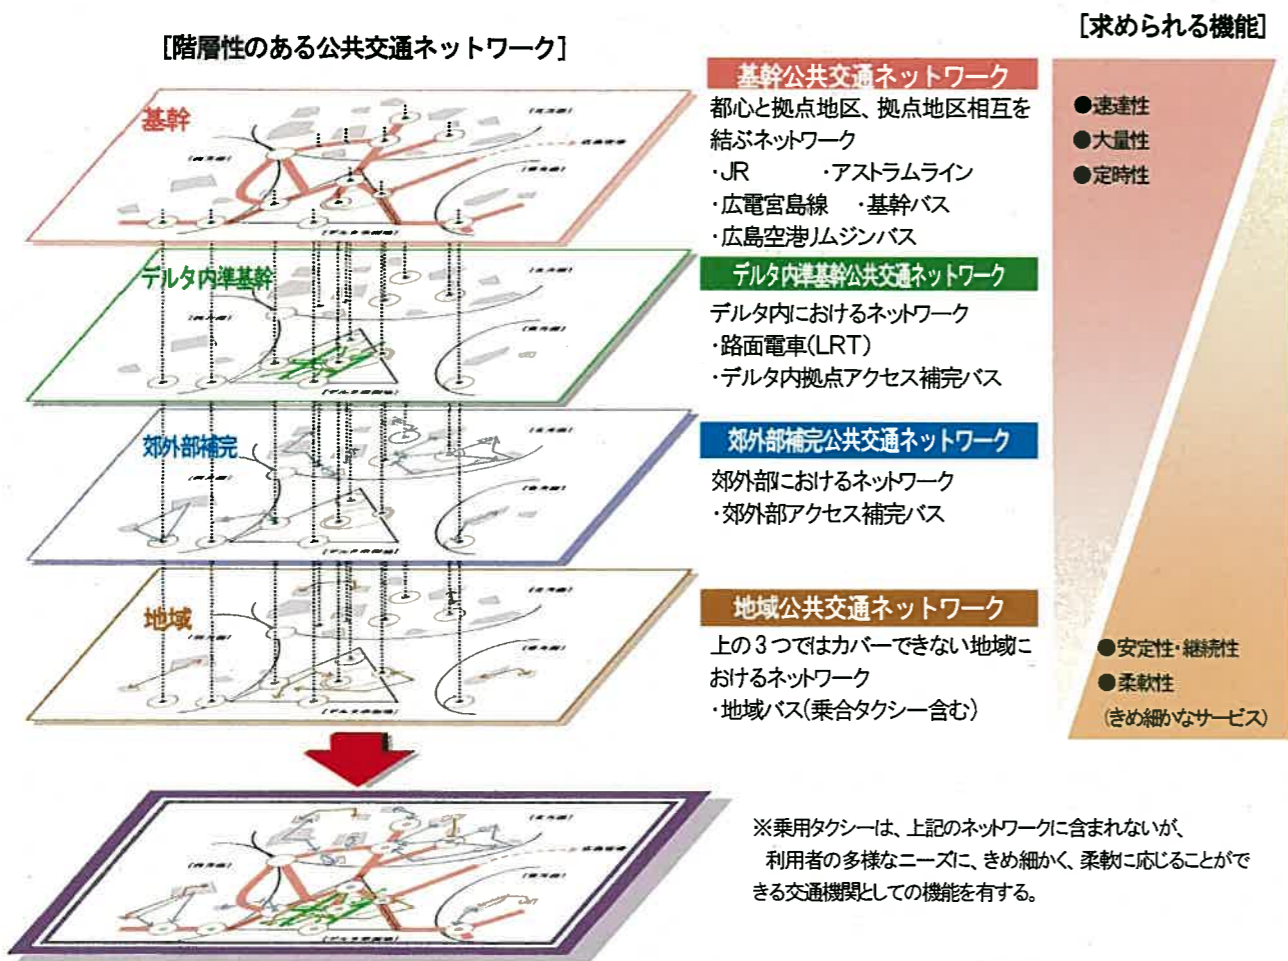 [階層性のある公共交通ネットワーク]
[求められる機能]
基幹
デルタ内準基幹
郊外部補完
地域
基幹公共交通ネットワーク
都心と拠点地区、拠点地区相互を
結ぶネットワーク
・JR ・アストラムライン
・広電宮島線 ・基幹バス
・広島空港リムジンバス
デルタ内準基幹公共交通ネットワーク
デルタ内におけるネットワーク
・路面電車(LRT)
・デルタ内拠点アクセス補完バス
郊外部補完公共交通ネットワーク
郊外部におけるネットワーク
・郊外部アクセス補完バス
地域公共交通ネットワーク
上の3つではカバーできない地域に
おけるネットワーク
・地域バス(乗合タクシー含む)
●速達性
●大量性
●定時性
●安定性・継続性
●柔軟性
(きめ細かなサービス)
※乗用タクシーは、上記のネットワークに含まれないが、
利用者の多様なニーズに、きめ細かく、柔軟に応じることがで
きる交通機関としての機能を有する。